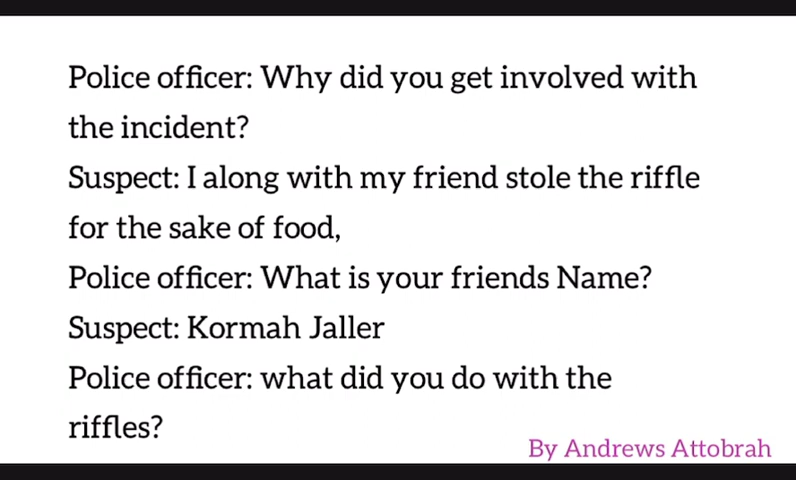 Police officer: Why did you get involved with
the incident?
Suspect: I along with my friend stole the riffle
for the sake of food,
Police officer: What is your friends Name?
Suspect: Kormah Jaller
Police officer: what did you do with the
riffles?
By Andrews Attobrah